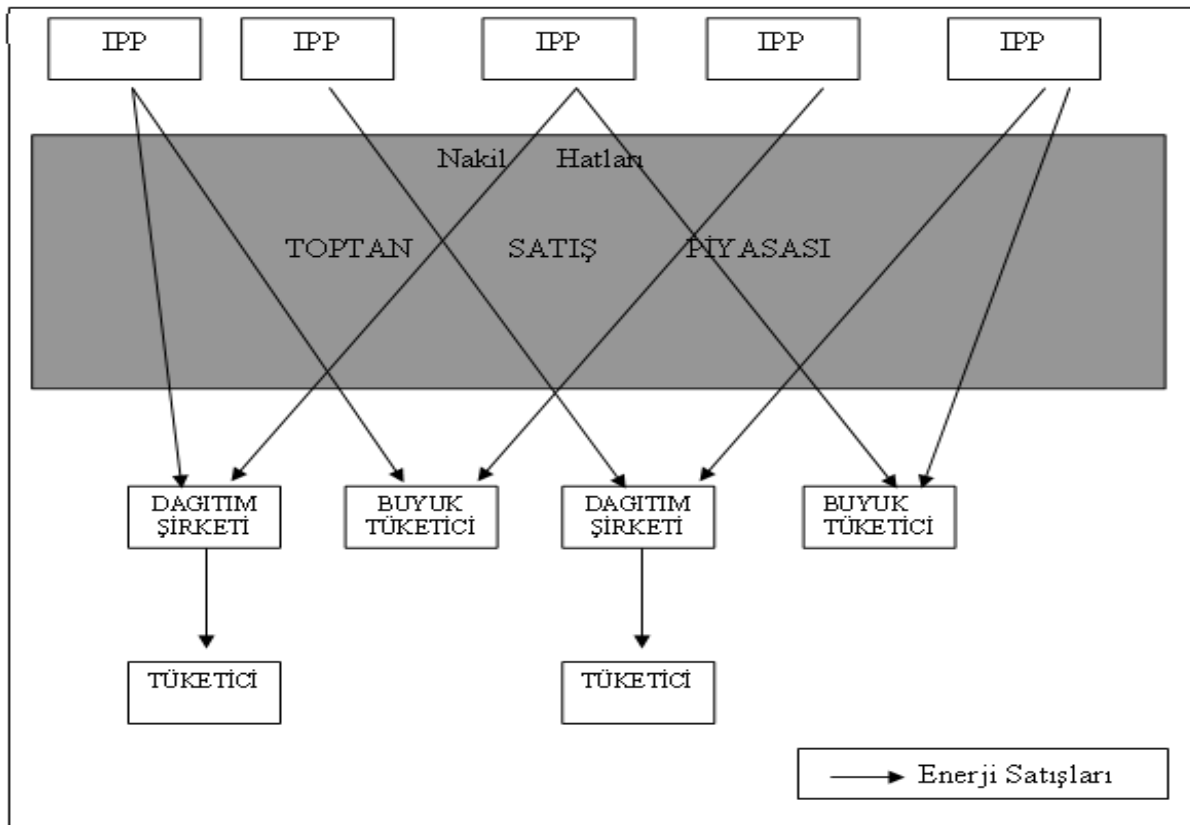 IPP
IPP
IPP
IPP
IPP
Nakil Hatları
TOPTAN SATIŞ PİYASASI
DAGITIM
ŞİRKETİ
BUYUK
TÜKETİCİ
DAGITIM
ŞİRKETİ
BUYUK
TÜKETİCİ
TÜKETİCİ
TÜKETİCİ
Enerji Satışları